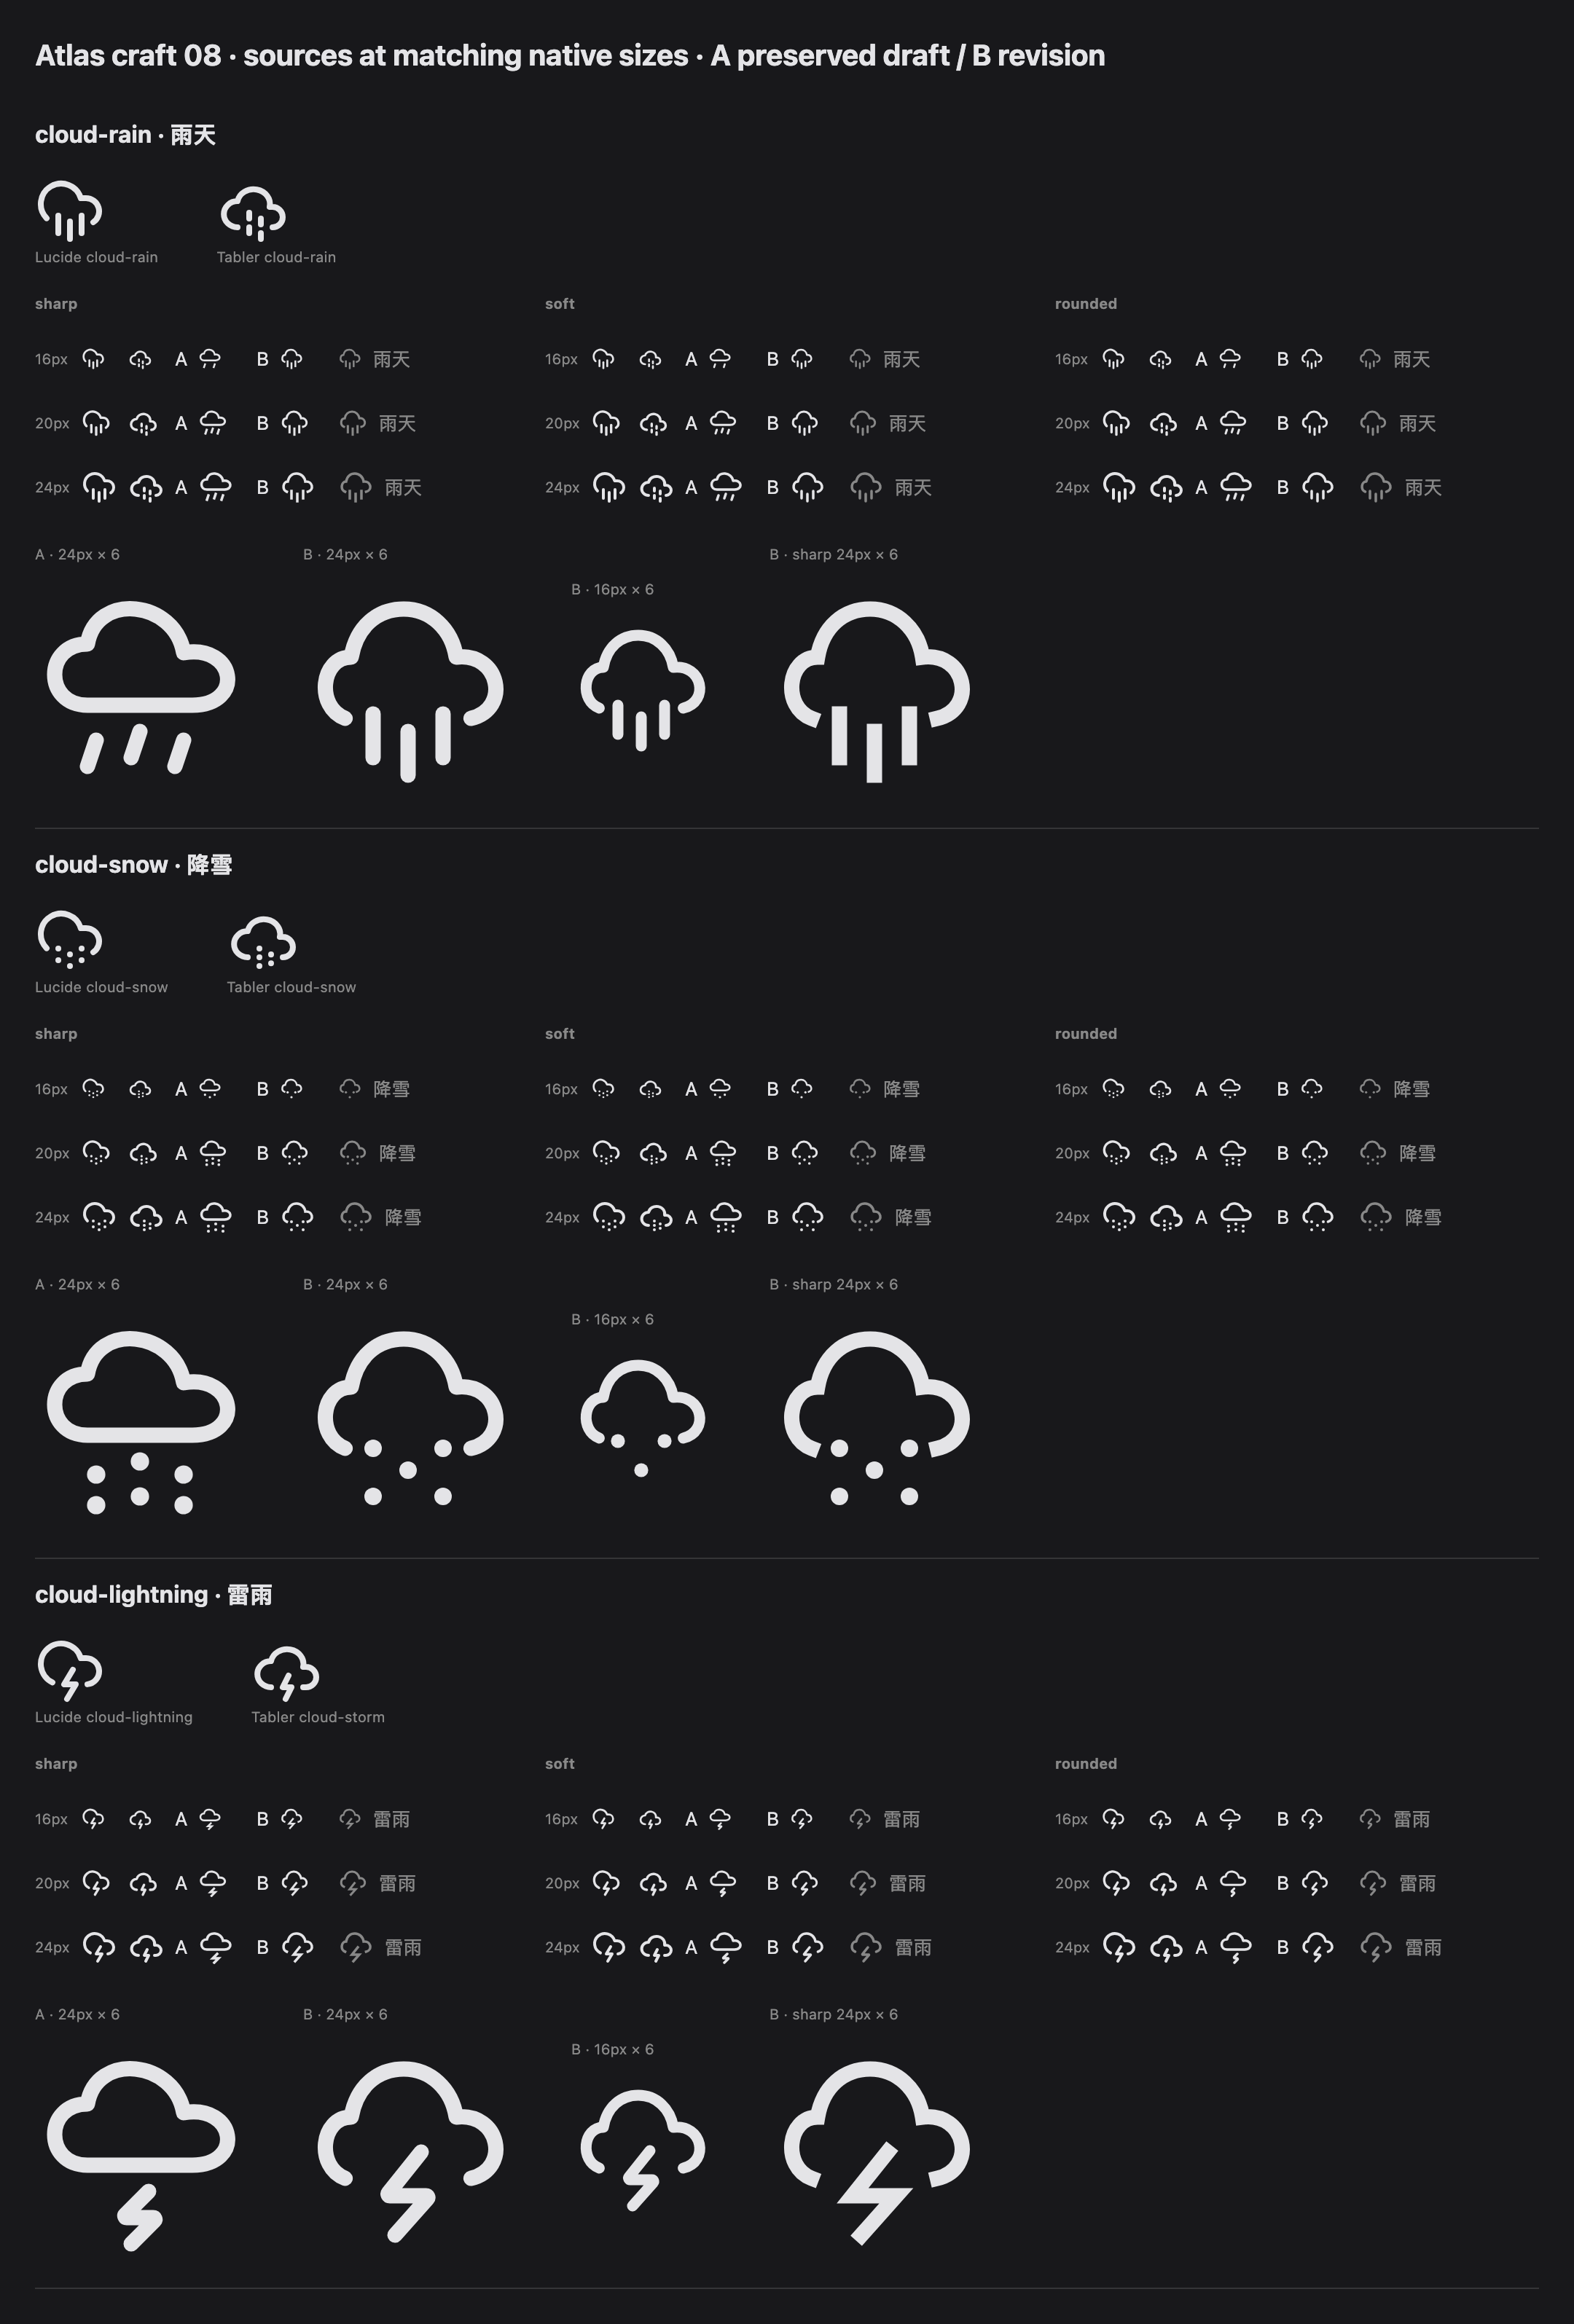 Atlas craft 08 · sources at matching native sizes · A preserved draft / B revision
cloud-rain · 雨天
Lucide cloud-rain Tabler cloud-rain
sharp soft rounded
16px A B 雨天 16px A B 雨天 16px A B 雨天
20px A B 雨天 20px A B 雨天 20px A B 雨天
24px A B 雨天 24px A B 雨天 24px A B 雨天
A · 24px × 6 B · 24px × 6 B · sharp 24px × 6
B · 16px × 6
cloud-snow · 降雪
Lucide cloud-snow Tabler cloud-snow
sharp soft rounded
16px A B 降雪 16px A B 降雪 16px A B 降雪
20px A B 降雪 20px A B 降雪 20px A B 降雪
24px A B 降雪 24px A B 降雪 24px A B 降雪
A · 24px × 6 B · 24px × 6 B · sharp 24px × 6
B · 16px × 6
cloud-lightning · 雷雨
Lucide cloud-lightning Tabler cloud-storm
sharp soft rounded
16px A B 雷雨 16px A B 雷雨 16px A B 雷雨
20px A B 雷雨 20px A B 雷雨 20px A B 雷雨
24px A B 雷雨 24px A B 雷雨 24px A B 雷雨
A · 24px × 6 B · 24px × 6 B · sharp 24px × 6
B · 16px × 6